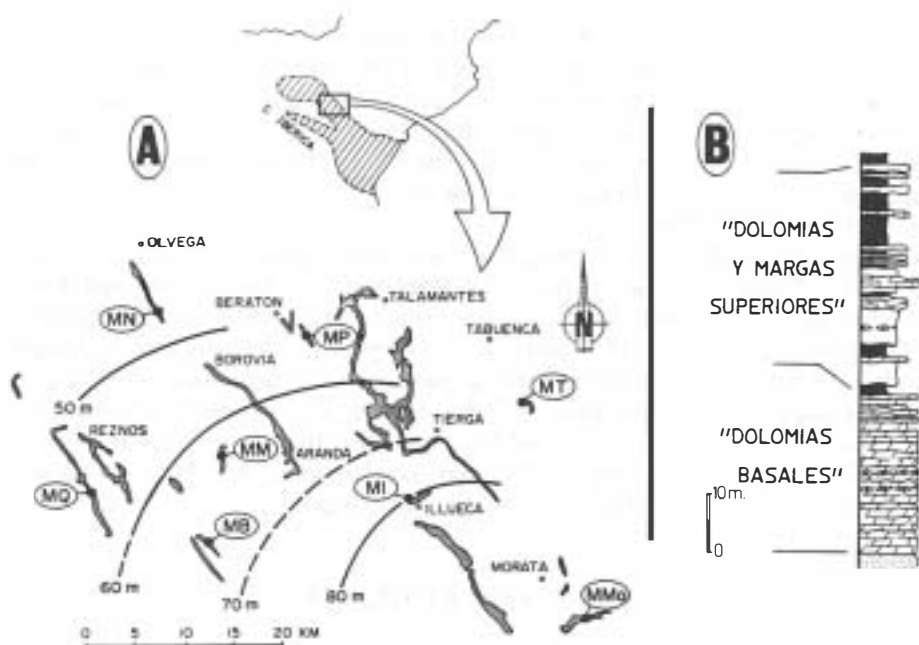 A
B
C. IBERICA
OLVEGA
MN
BERATON
MP
TALAMANTES
TABUENCA
N
BOROVIA
MT
50 m
REZNOS
MM
ARANDA
TIERGA
MQ
MI
ILLUECA
MB
60 m
70 m
80 m
MORATA
MMo
0 5 10 15 20 KM
"DOLOMIAS
Y MARGAS
SUPERIORES"
"DOLOMIAS
BASALES"
10 m.
0